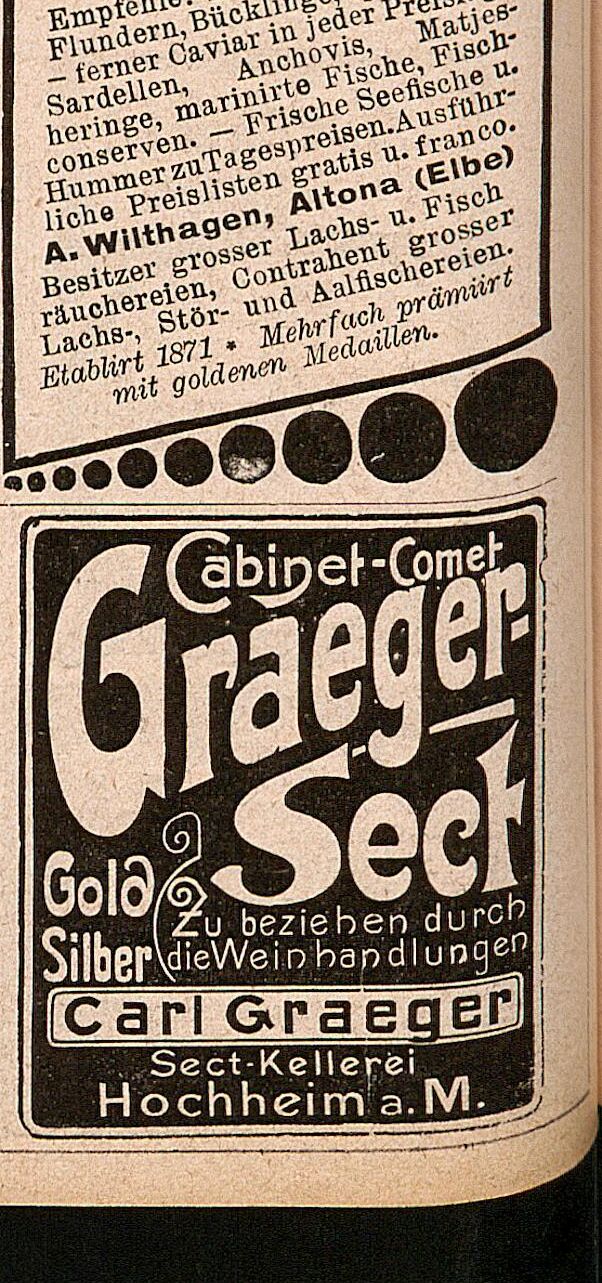 Empfehle
Flundern, Bücklinge,
– ferner Caviar in jeder
Sardellen, Anchovis, Matjes-
heringe, marinirte Fische, Fisch-
conserven. – Frische Seefische u.
Hummer zu Tagespreisen. Ausführ-
liche Preislisten gratis u. franco.
A. Wilthagen, Altona (Elbe)
Besitzer grosser Lachs- u. Fisch
räuchereien, Contrahent grosser
Lachs-, Stör- und Aalfischereien.
Etablirt 1871 * Mehrfach prämiirt
mit goldenen Medaillen.
Cabinet-Comet
Graeger-
Sect
Gold
Silber
Zu beziehen durch
die Weinhandlungen
Carl Graeger
Sect-Kellerei
Hochheim a. M.